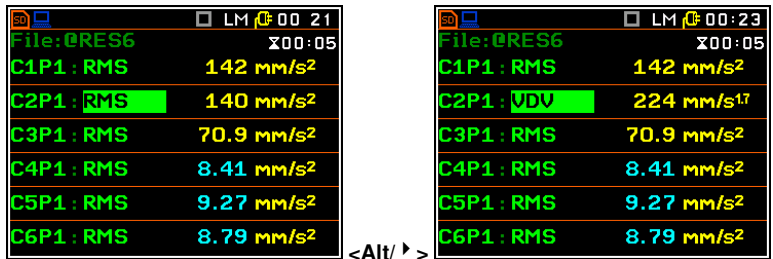 SD LM 00 21
File:@RES6 00:05
C1P1 : RMS 142 mm/s²
C2P1 : RMS 140 mm/s²
C3P1 : RMS 70.9 mm/s²
C4P1 : RMS 8.41 mm/s²
C5P1 : RMS 9.27 mm/s²
C6P1 : RMS 8.79 mm/s²
<Alt/ ▸ >
SD LM 00:23
File:@RES6 00:05
C1P1 : RMS 142 mm/s²
C2P1 : VDV 224 mm/s¹·⁷
C3P1 : RMS 70.9 mm/s²
C4P1 : RMS 8.41 mm/s²
C5P1 : RMS 9.27 mm/s²
C6P1 : RMS 8.79 mm/s²